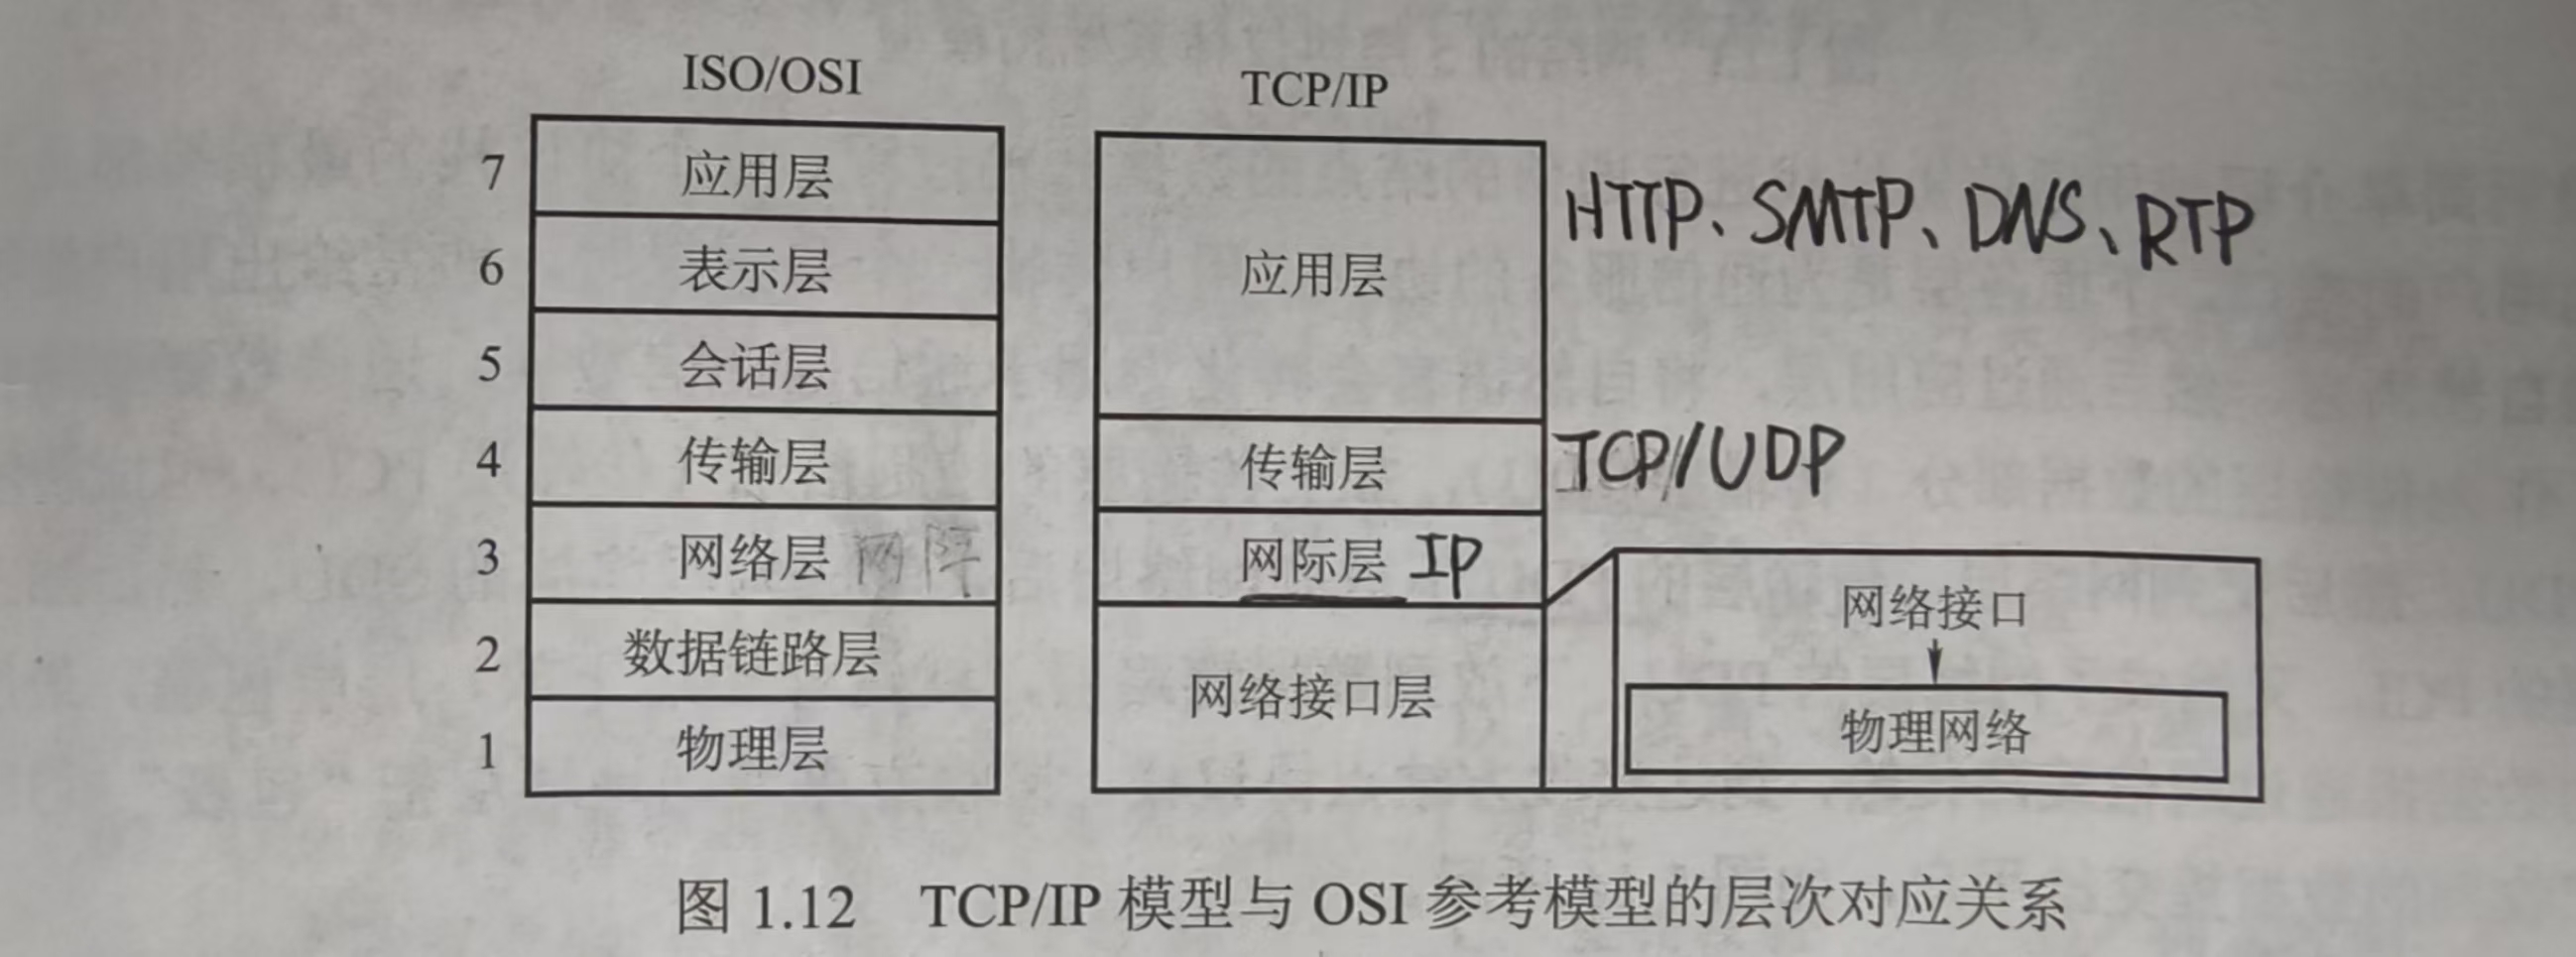 ISO/OSI
TCP/IP
7 应用层
6 表示层
5 会话层
4 传输层
3 网络层 网际
2 数据链路层
1 物理层
应用层 HTTP、SMTP、DNS、RTP
传输层 TCP/UDP
网际层 IP
网络接口层
网络接口
物理网络
图 1.12 TCP/IP 模型与 OSI 参考模型的层次对应关系